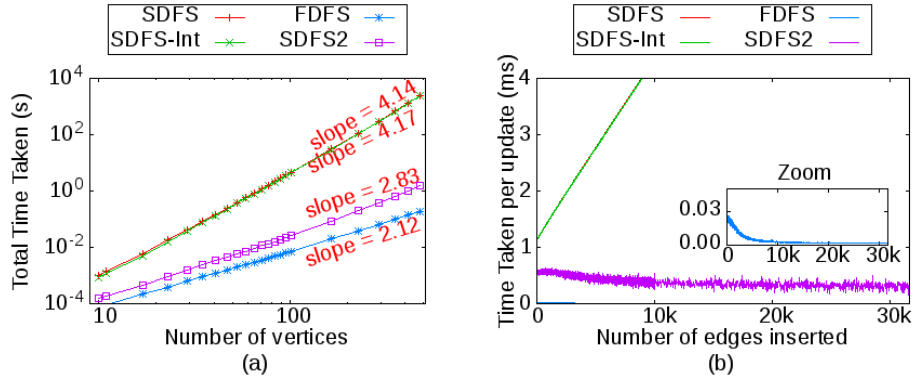 SDFS FDFS
SDFS-Int SDFS2
Total Time Taken (s)
10^4
10^2
10^0
10^-2
10^-4
slope = 4.14
slope = 4.17
slope = 2.83
slope = 2.12
10 100
Number of vertices
(a)
SDFS FDFS
SDFS-Int SDFS2
Time Taken per update (ms)
4
3
2
1
0
Zoom
0.03
0.00
0 10k 20k 30k
0 10k 20k 30k
Number of edges inserted
(b)